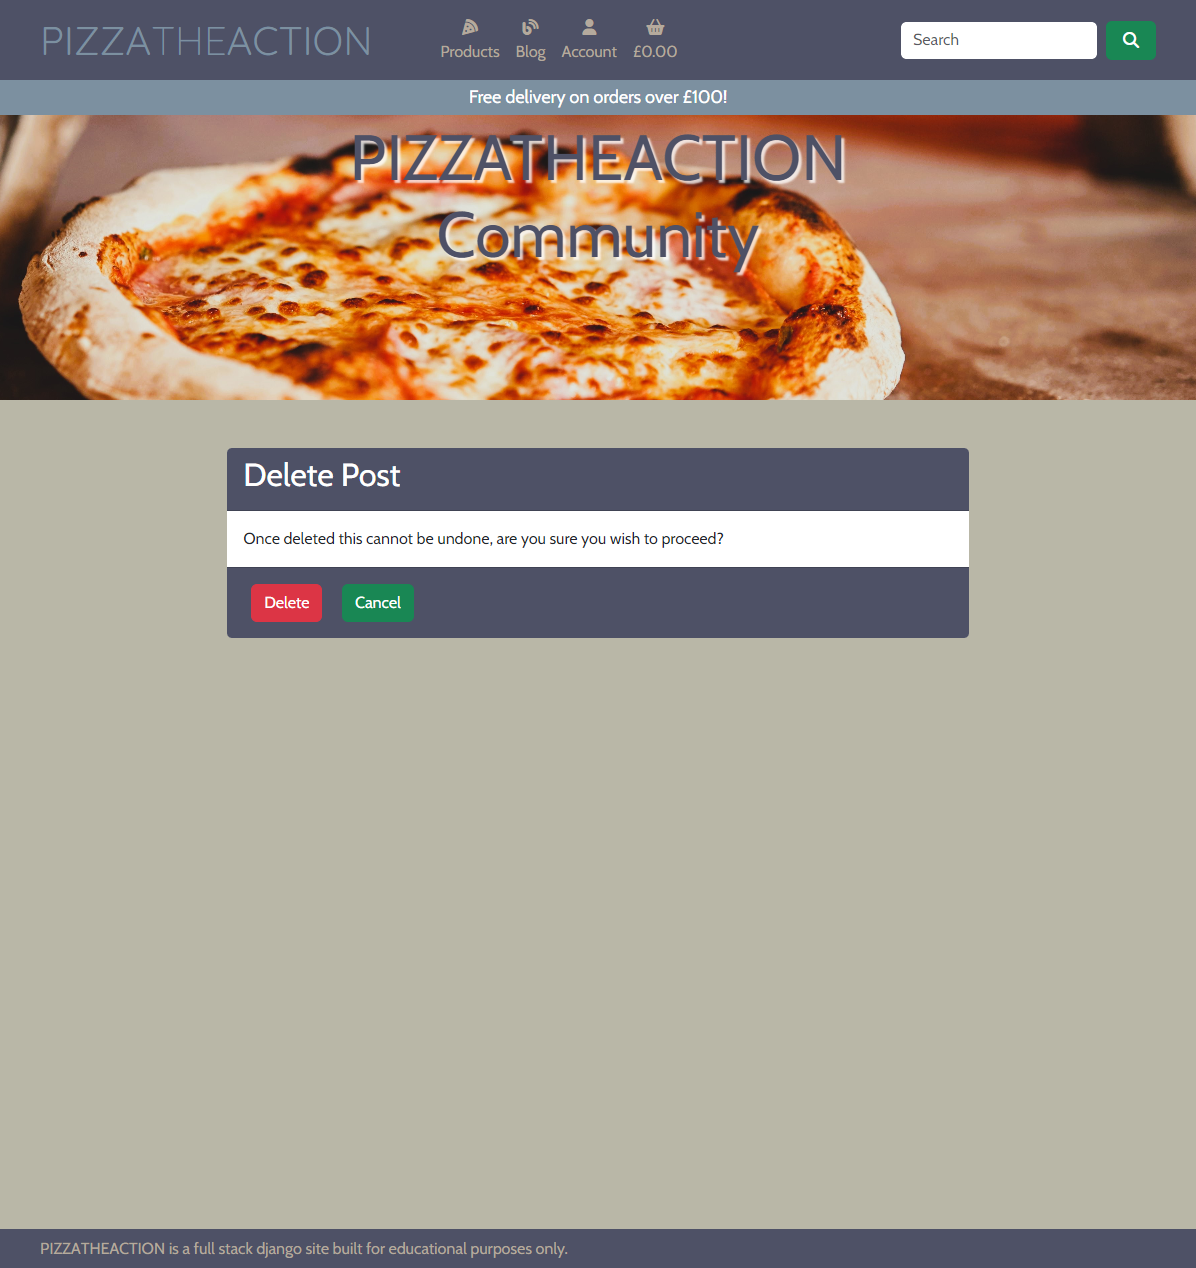 PIZZATHEACTION
Products Blog Account £0.00
Search
Free delivery on orders over £100!
PIZZATHEACTION
Community
Delete Post
Once deleted this cannot be undone, are you sure you wish to proceed?
Delete Cancel
PIZZATHEACTION is a full stack django site built for educational purposes only.